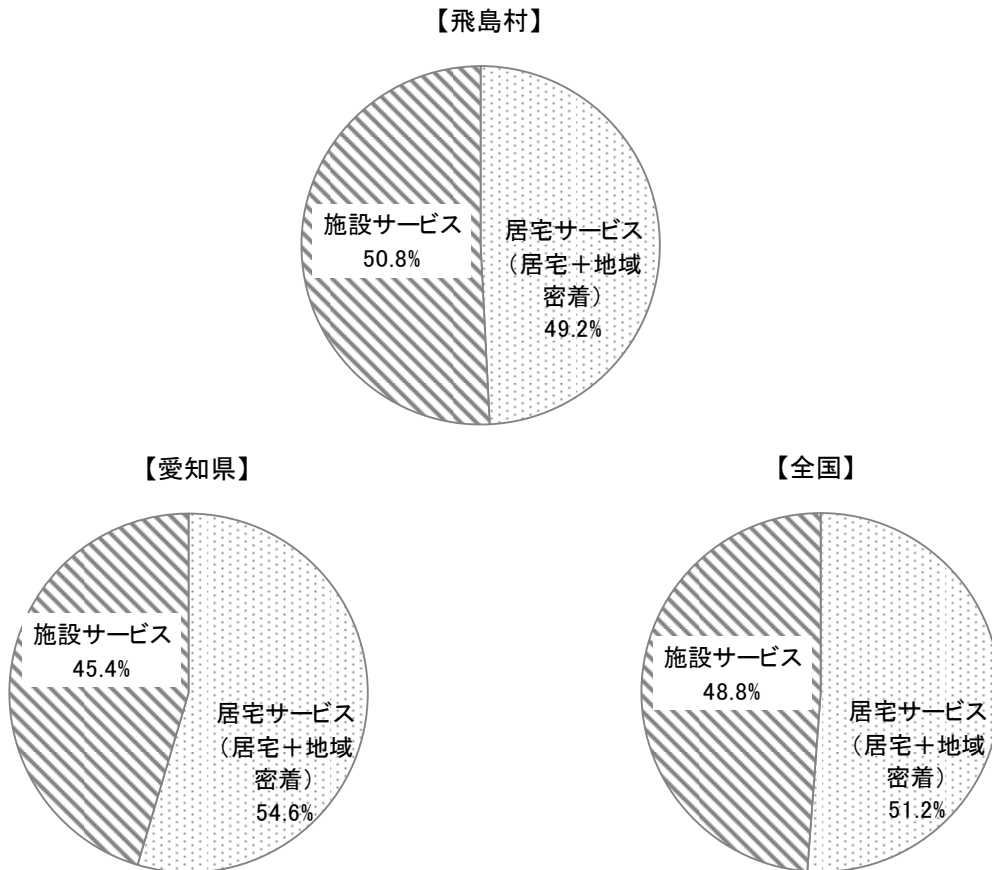 【飛島村】
施設サービス
50.8%
居宅サービス
（居宅＋地域
密着）
49.2%
【愛知県】
施設サービス
45.4%
居宅サービス
（居宅＋地域
密着）
54.6%
【全国】
施設サービス
48.8%
居宅サービス
（居宅＋地域
密着）
51.2%